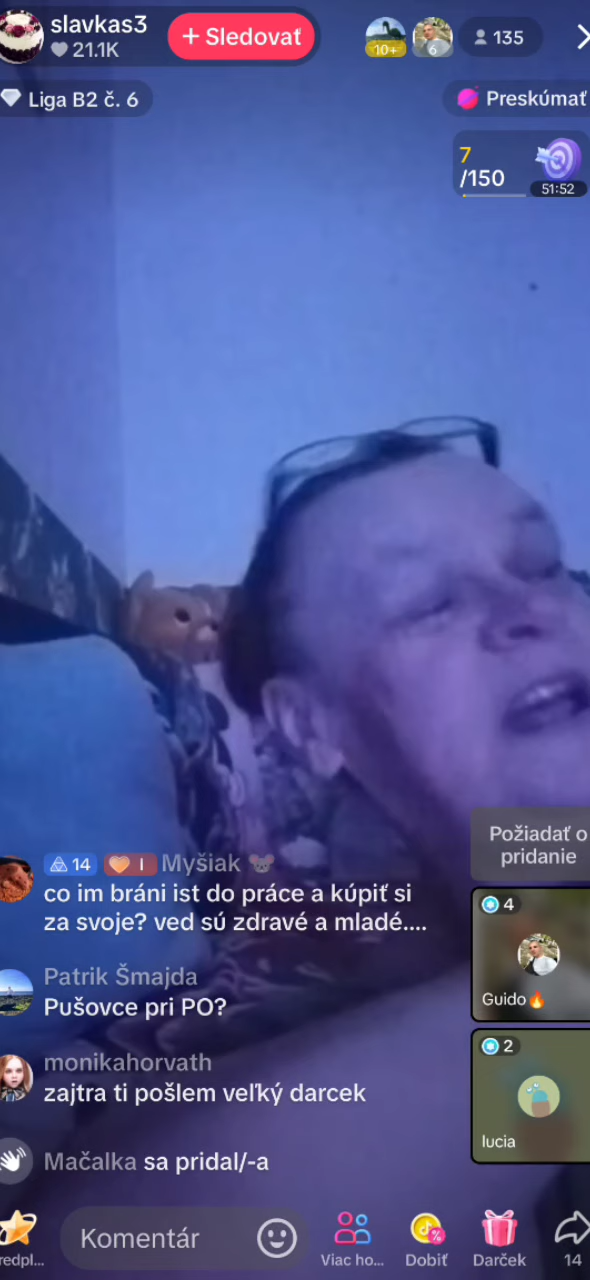 slavkas3
21.1K
+ Sledovať
10+
6
135
Liga B2 č. 6
Preskúmať
7
/150
51:52
Požiadať o
pridanie
14 I Myšiak
co im bráni ist do práce a kúpiť si
za svoje? ved sú zdravé a mladé....
4
Guido
Patrik Šmajda
Pušovce pri PO?
monikahorvath
zajtra ti pošlem veľký darcek
2
lucia
Mačalka sa pridal/-a
redpl...
Komentár
Viac ho...
Dobiť
Darček
14